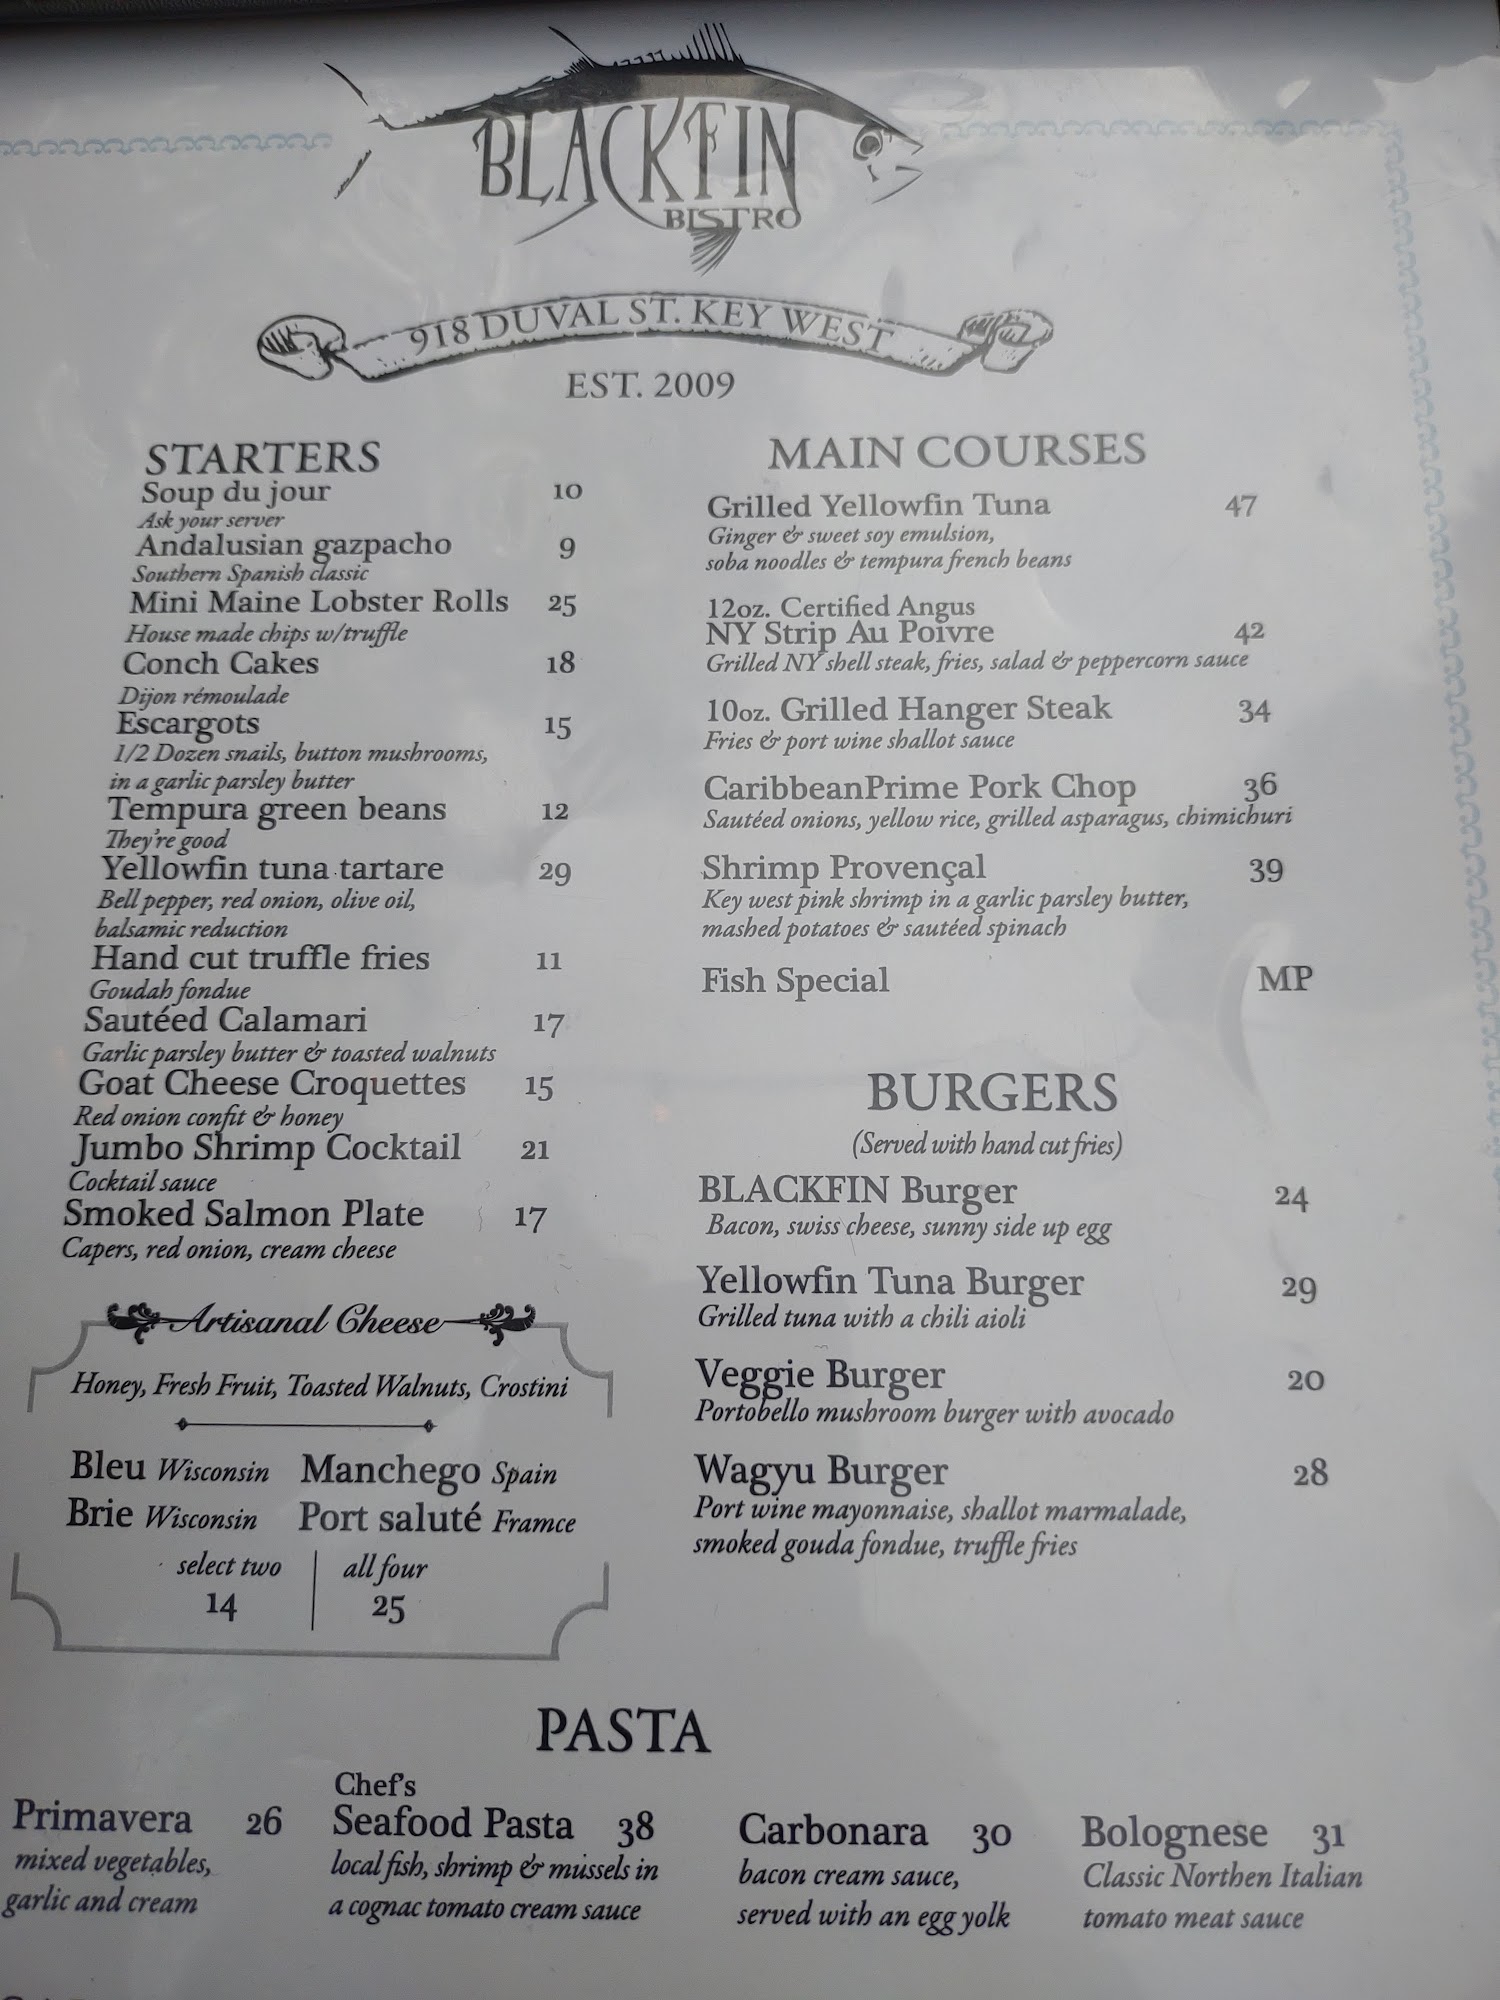 BLACKFIN
BISTRO
918 DUVAL ST. KEY WEST
EST. 2009
STARTERS
Soup du jour 10
Ask your server
Andalusian gazpacho 9
Southern Spanish classic
Mini Maine Lobster Rolls 25
House made chips w/truffle
Conch Cakes 18
Dijon rémoulade
Escargots 15
1/2 Dozen snails, button mushrooms,
in a garlic parsley butter
Tempura green beans 12
They're good
Yellowfin tuna tartare 29
Bell pepper, red onion, olive oil,
balsamic reduction
Hand cut truffle fries 11
Goudah fondue
Sautéed Calamari 17
Garlic parsley butter & toasted walnuts
Goat Cheese Croquettes 15
Red onion confit & honey
Jumbo Shrimp Cocktail 21
Cocktail sauce
Smoked Salmon Plate 17
Capers, red onion, cream cheese
Artisanal Cheese
Honey, Fresh Fruit, Toasted Walnuts, Crostini
Bleu Wisconsin Manchego Spain
Brie Wisconsin Port saluté Framce
select two all four
14 25
MAIN COURSES
Grilled Yellowfin Tuna 47
Ginger & sweet soy emulsion,
soba noodles & tempura french beans
12oz. Certified Angus
NY Strip Au Poivre 42
Grilled NY shell steak, fries, salad & peppercorn sauce
10oz. Grilled Hanger Steak 34
Fries & port wine shallot sauce
CaribbeanPrime Pork Chop 36
Sautéed onions, yellow rice, grilled asparagus, chimichuri
Shrimp Provençal 39
Key west pink shrimp in a garlic parsley butter,
mashed potatoes & sautéed spinach
Fish Special MP
BURGERS
(Served with hand cut fries)
BLACKFIN Burger 24
Bacon, swiss cheese, sunny side up egg
Yellowfin Tuna Burger 29
Grilled tuna with a chili aioli
Veggie Burger 20
Portobello mushroom burger with avocado
Wagyu Burger 28
Port wine mayonnaise, shallot marmalade,
smoked gouda fondue, truffle fries
PASTA
Primavera 26
mixed vegetables,
garlic and cream
Chef's
Seafood Pasta 38
local fish, shrimp & mussels in
a cognac tomato cream sauce
Carbonara 30
bacon cream sauce,
served with an egg yolk
Bolognese 31
Classic Northen Italian
tomato meat sauce